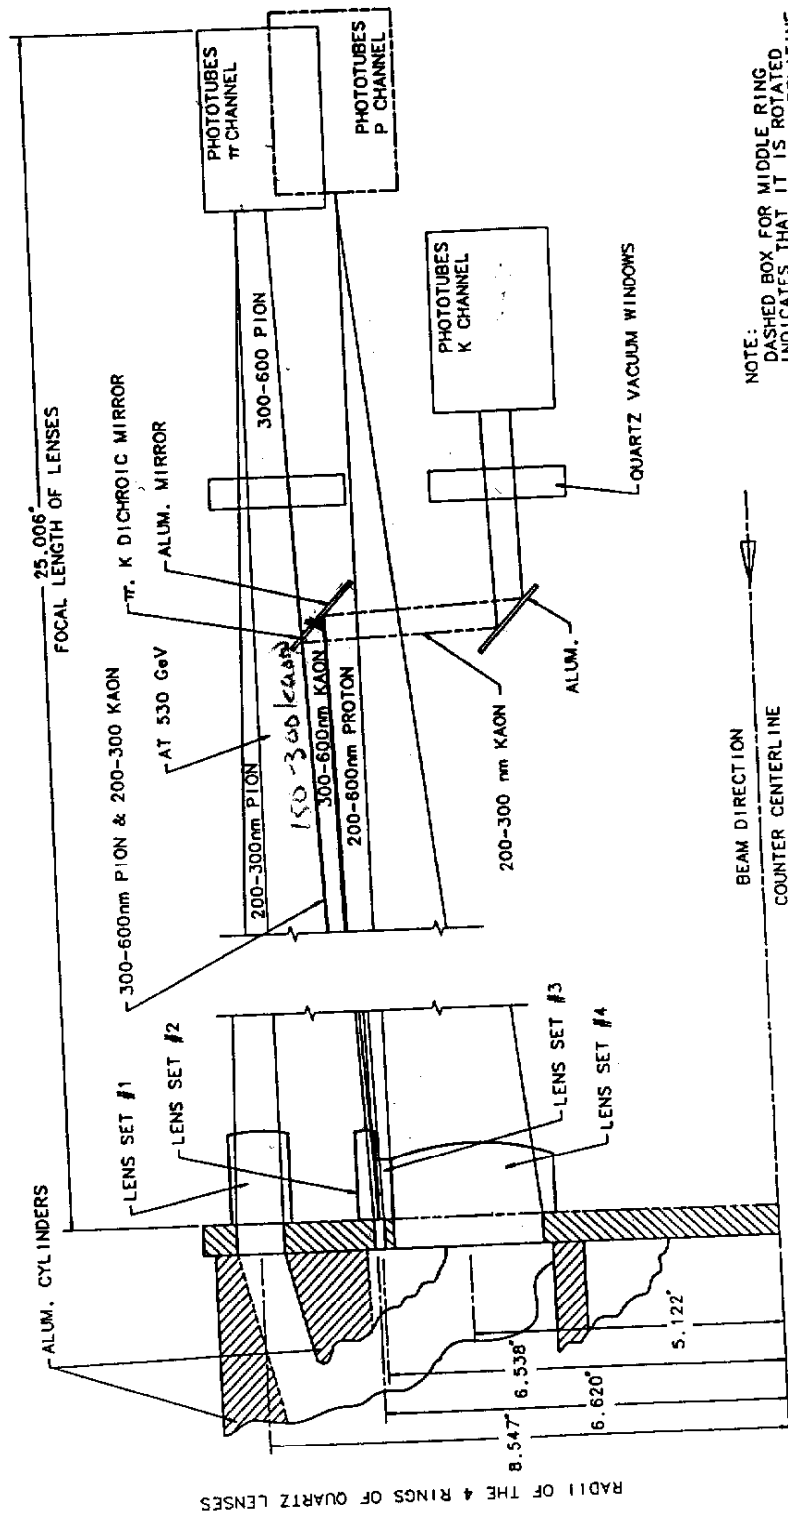 25.006"
FOCAL LENGTH OF LENSES
300-600nm PION & 200-300 KAON
AT 530 GeV
π, K DICHROIC MIRROR
ALUM. MIRROR
PHOTOTUBES
π CHANNEL
PHOTOTUBES
P CHANNEL
200-300nm PION
300-600 PION
150-300 kaon
300-600nm KAON
200-600nm PROTON
PHOTOTUBES
K CHANNEL
200-300 nm KAON
ALUM.
QUARTZ VACUUM WINDOWS
ALUM. CYLINDERS
LENS SET #1
LENS SET #2
LENS SET #3
LENS SET #4
BEAM DIRECTION
COUNTER CENTERLINE
5.122"
6.538"
6.620"
8.547"
RADII OF THE 4 RINGS OF QUARTZ LENSES
NOTE:
DASHED BOX FOR MIDDLE RING
INDICATES THAT IT IS ROTATED